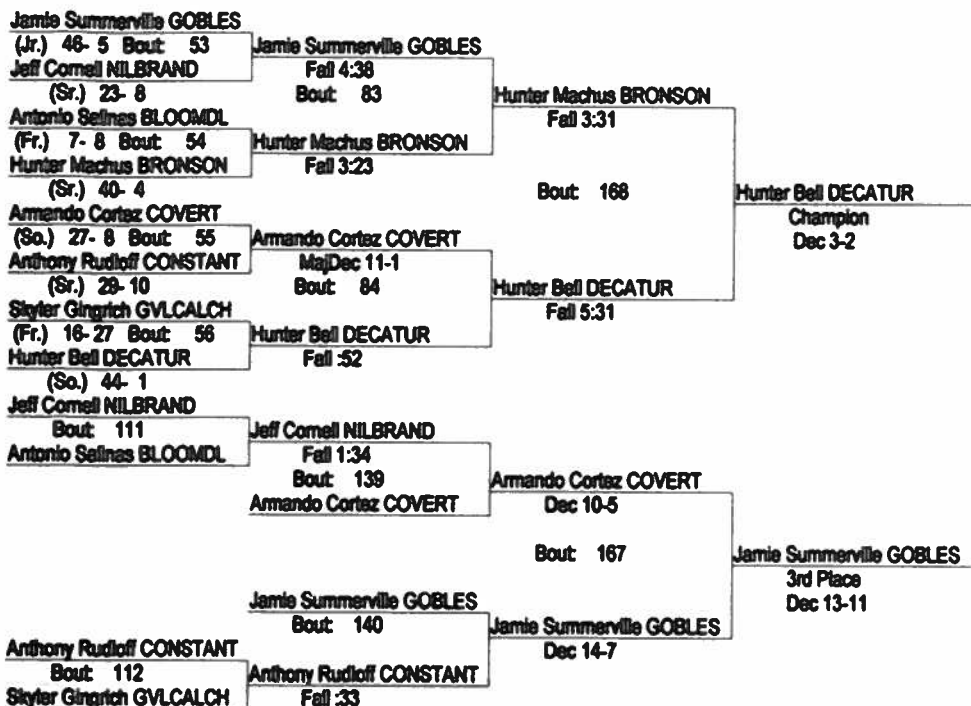 Jamie Summerville GOBLES
(Jr.) 46- 5 Bout: 53
Jeff Cornell NILBRAND
(Sr.) 23- 8
Antonio Selinas BLOOMDL
(Fr.) 7- 8 Bout: 54
Hunter Machus BRONSON
(Sr.) 40- 4
Armando Cortez COVERT
(So.) 27- 8 Bout: 55
Anthony Rudloff CONSTANT
(Sr.) 29- 10
Skyler Gingrich GVLCALCH
(Fr.) 16- 27 Bout: 56
Hunter Bell DECATUR
(So.) 44- 1
Jeff Cornell NILBRAND
Bout: 111
Antonio Selinas BLOOMDL
Anthony Rudloff CONSTANT
Bout: 112
Skyler Gingrich GVLCALCH
Jamie Summerville GOBLES
Fall 4:38
Bout: 83
Hunter Machus BRONSON
Fall 3:23
Armando Cortez COVERT
MajDec 11-1
Bout: 84
Hunter Bell DECATUR
Fall :52
Jeff Cornell NILBRAND
Fall 1:34
Bout: 139
Armando Cortez COVERT
Jamie Summerville GOBLES
Bout: 140
Anthony Rudloff CONSTANT
Fall :33
Hunter Machus BRONSON
Fall 3:31
Bout: 168
Hunter Bell DECATUR
Fall 5:31
Armando Cortez COVERT
Dec 10-5
Bout: 167
Jamie Summerville GOBLES
Dec 14-7
Hunter Bell DECATUR
Champion
Dec 3-2
Jamie Summerville GOBLES
3rd Place
Dec 13-11